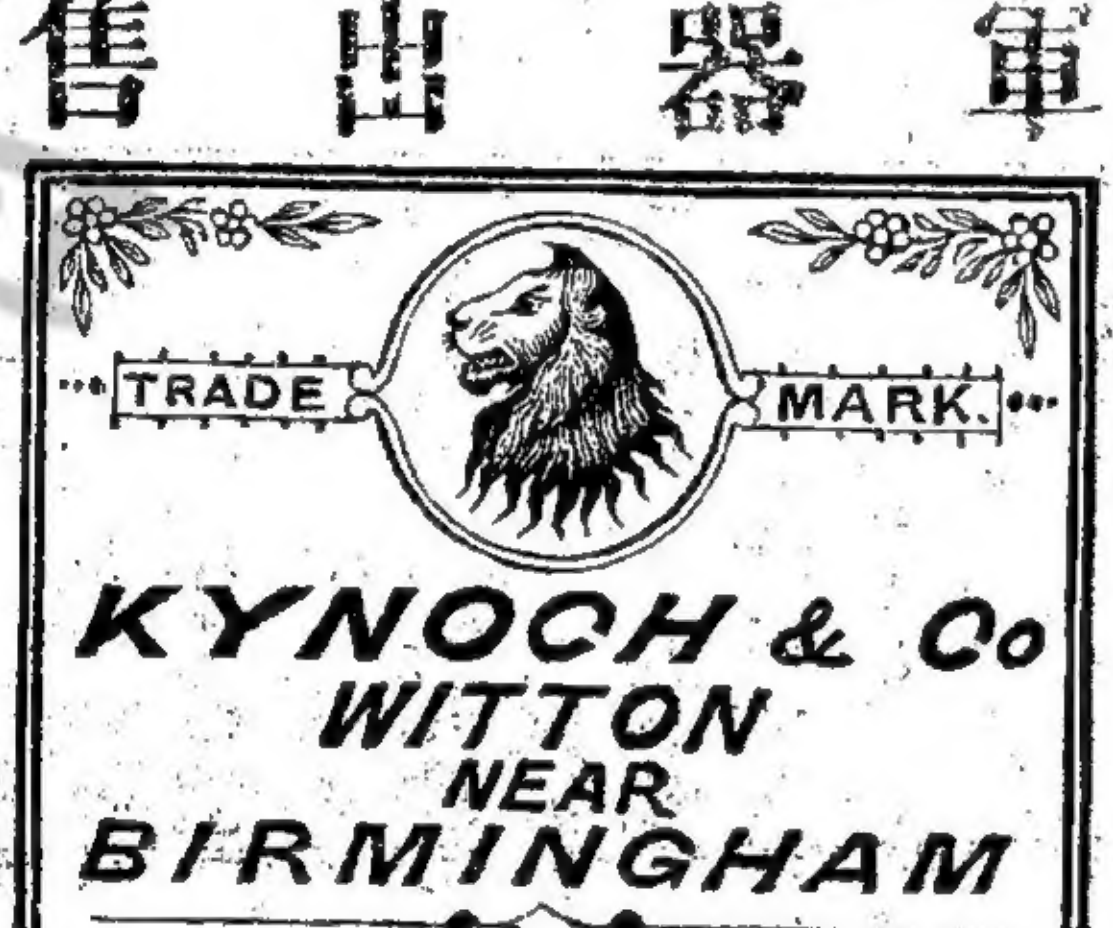 軍器出售
TRADE MARK.
KYNOCH & Co
WITTON
NEAR
BIRMINGHAM